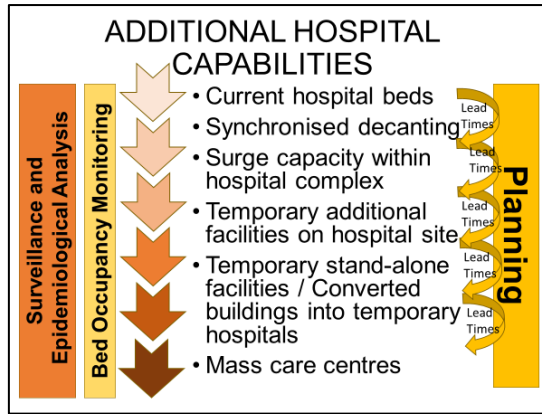 ADDITIONAL HOSPITAL
CAPABILITIES
Surveillance and
Epidemiological Analysis
Bed Occupancy Monitoring
• Current hospital beds
• Synchronised decanting
• Surge capacity within
hospital complex
• Temporary additional
facilities on hospital site
• Temporary stand-alone
facilities / Converted
buildings into temporary
hospitals
• Mass care centres
Lead
Times
Lead
Times
Lead
Times
Lead
Times
Lead
Times
Planning